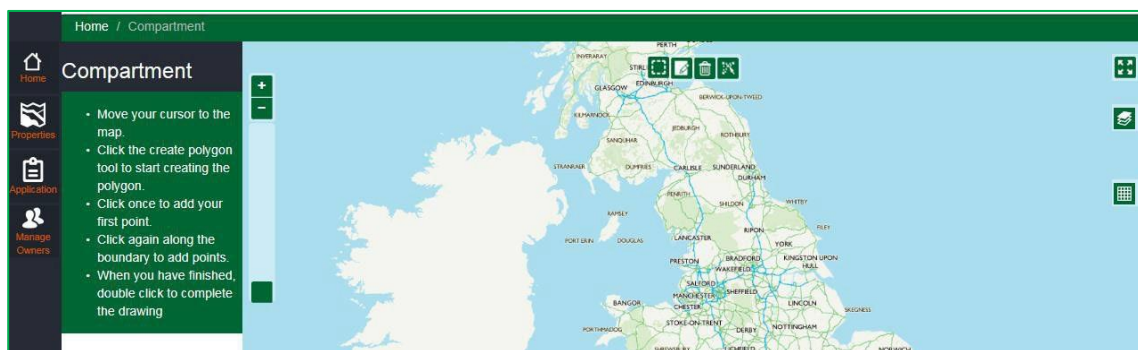 Home / Compartment
Home
Properties
Application
Manage
Owners
Compartment
• Move your cursor to the
map.
• Click the create polygon
tool to start creating the
polygon.
• Click once to add your
first point.
• Click again along the
boundary to add points.
• When you have finished,
double click to complete
the drawing
+
−
PERTH
INVERARAY
GLASGOW
EDINBURGH
BERWICK-UPON-TWEED
KILMARNOCK
SANQUHAR
JEDBURGH
ROTHBURY
STRANRAER
DUMFRIES
CARLISLE
SUNDERLAND
DURHAM
PENRITH
SHILDON
WHITBY
RAMSEY
PORT ERIN
DOUGLAS
LANCASTER
RIPON
FILEY
YORK
PRESTON
BRADFORD
KINGSTON UPON
HULL
WAKEFIELD
SALFORD
MANCHESTER
SHEFFIELD
CHESTER
LINCOLN
BANGOR
SKEGNESS
PORTHMADOG
STOKE-ON-TRENT
DERBY
NOTTINGHAM